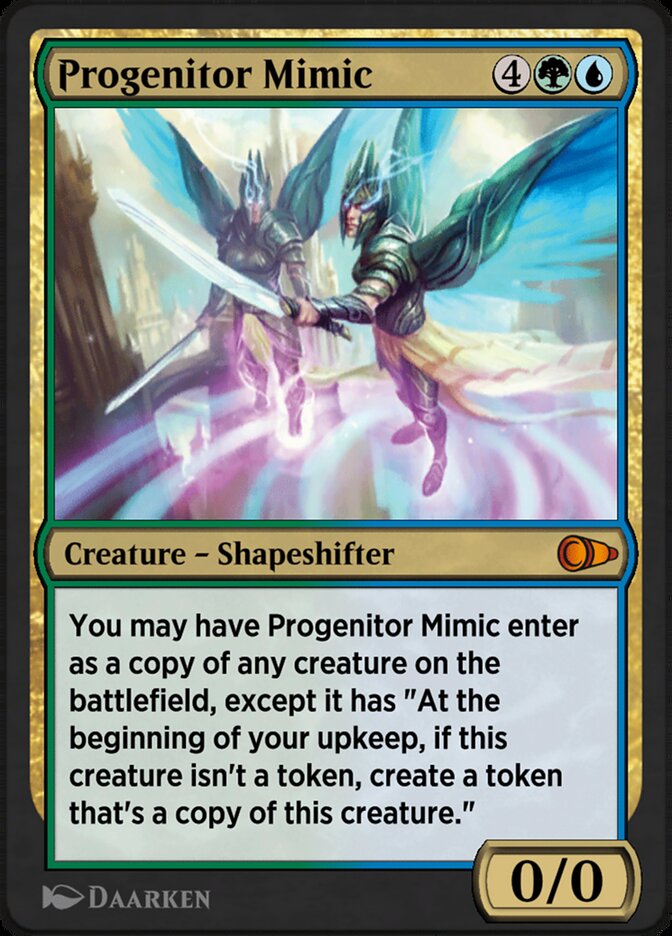 Progenitor Mimic 4
Creature – Shapeshifter
You may have Progenitor Mimic enter
as a copy of any creature on the
battlefield, except it has "At the
beginning of your upkeep, if this
creature isn't a token, create a token
that's a copy of this creature."
0/0
Daarken